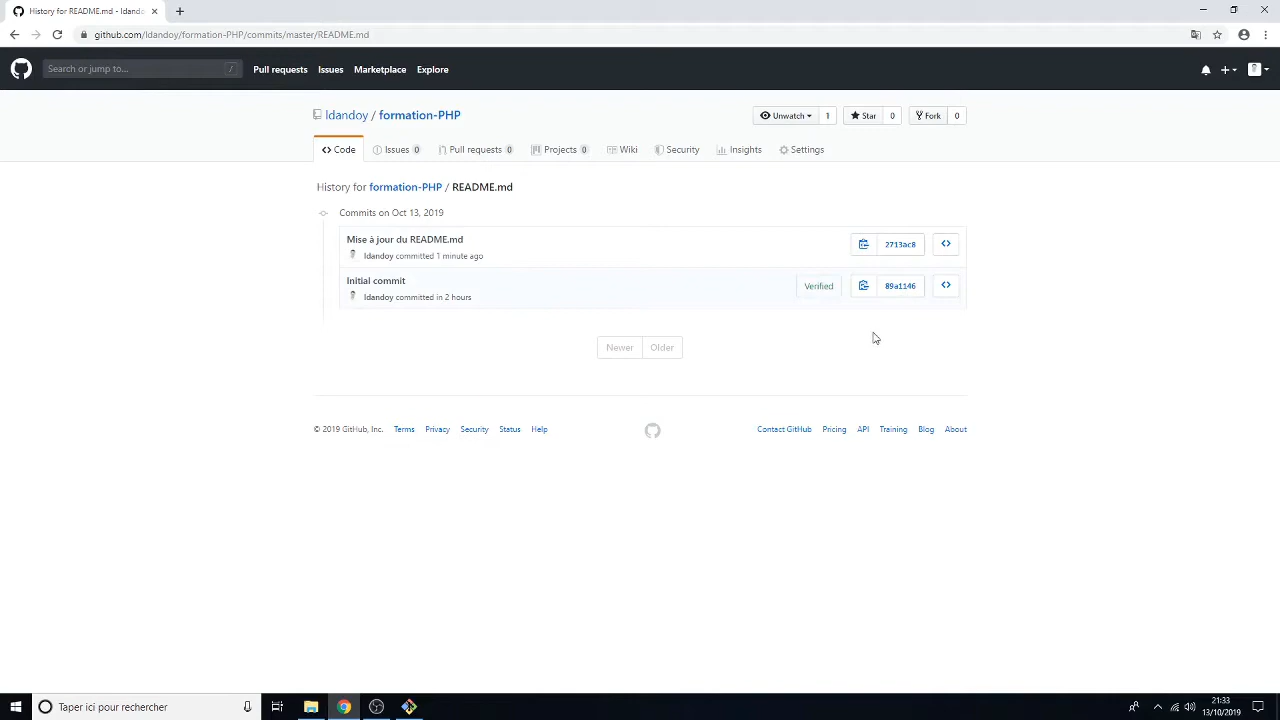 History for README.md - ldando
github.com/ldandoy/formation-PHP/commits/master/README.md
Search or jump to... /
Pull requests Issues Marketplace Explore
ldandoy / formation-PHP
Unwatch 1 Star 0 Fork 0
Code Issues 0 Pull requests 0 Projects 0 Wiki Security Insights Settings
History for formation-PHP / README.md
Commits on Oct 13, 2019
Mise à jour du README.md
ldandoy committed 1 minute ago
2713ac8
Initial commit
ldandoy committed in 2 hours
Verified 89a1146
Newer Older
© 2019 GitHub, Inc. Terms Privacy Security Status Help
Contact GitHub Pricing API Training Blog About
Taper ici pour rechercher
21:33
13/10/2019